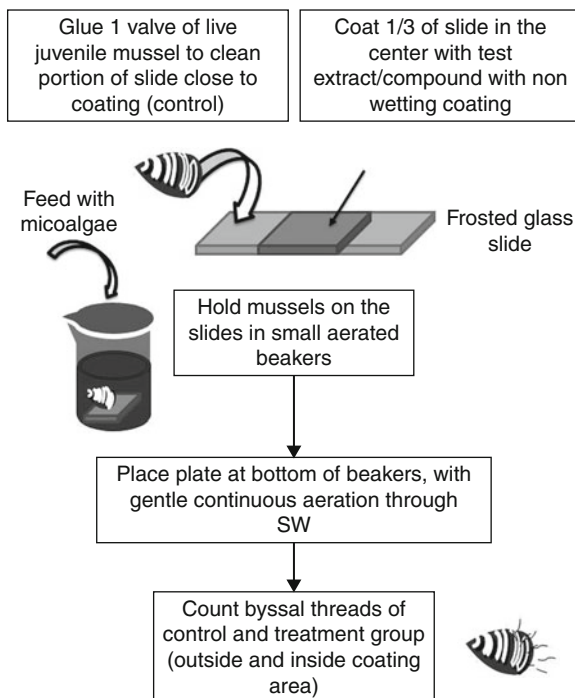 Glue 1 valve of live
juvenile mussel to clean
portion of slide close to
coating (control)
Coat 1/3 of slide in the
center with test
extract/compound with non
wetting coating
Feed with
micoalgae
Frosted glass
slide
Hold mussels on the
slides in small aerated
beakers
Place plate at bottom of beakers, with
gentle continuous aeration through
SW
Count byssal threads of
control and treatment group
(outside and inside coating
area)